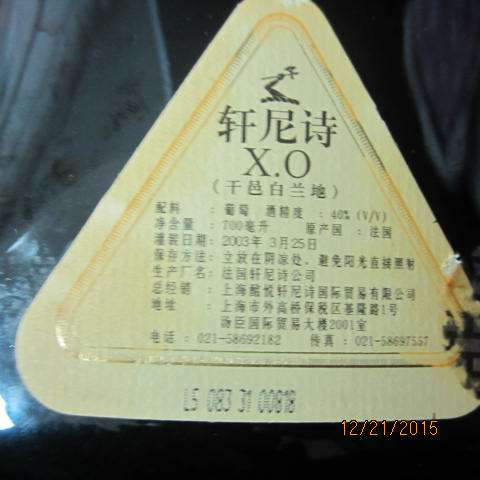 轩尼诗
X.O
(干邑白兰地)
配料 : 葡萄 酒精度 : 40% (V/V)
净含量 : 700毫升 原产国 : 法国
灌装日期: 2003年 3月25日
保存方法: 立放在阴凉处, 避免阳光直接照射
生产厂名: 法国轩尼诗公司
总经销 : 上海酩悦轩尼诗国际贸易有限公司
地址 : 上海市外高桥保税区基隆路1号
汤臣国际贸易大楼2001室
电话 : 021-58692182 传真 : 021-58697557
L5 083 31 00818
12/21/2015